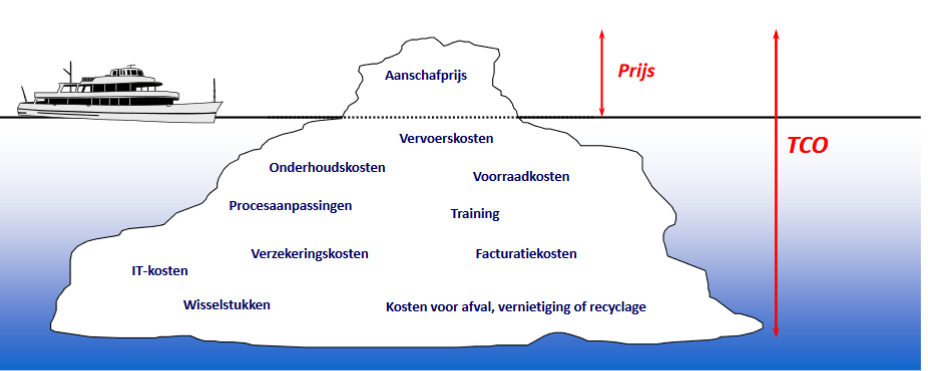 Aanschafprijs
Prijs
Vervoerskosten
TCO
Onderhoudskosten
Voorraadkosten
Procesaanpassingen
Training
Verzekeringskosten
Facturatiekosten
IT-kosten
Wisselstukken
Kosten voor afval, vernietiging of recyclage